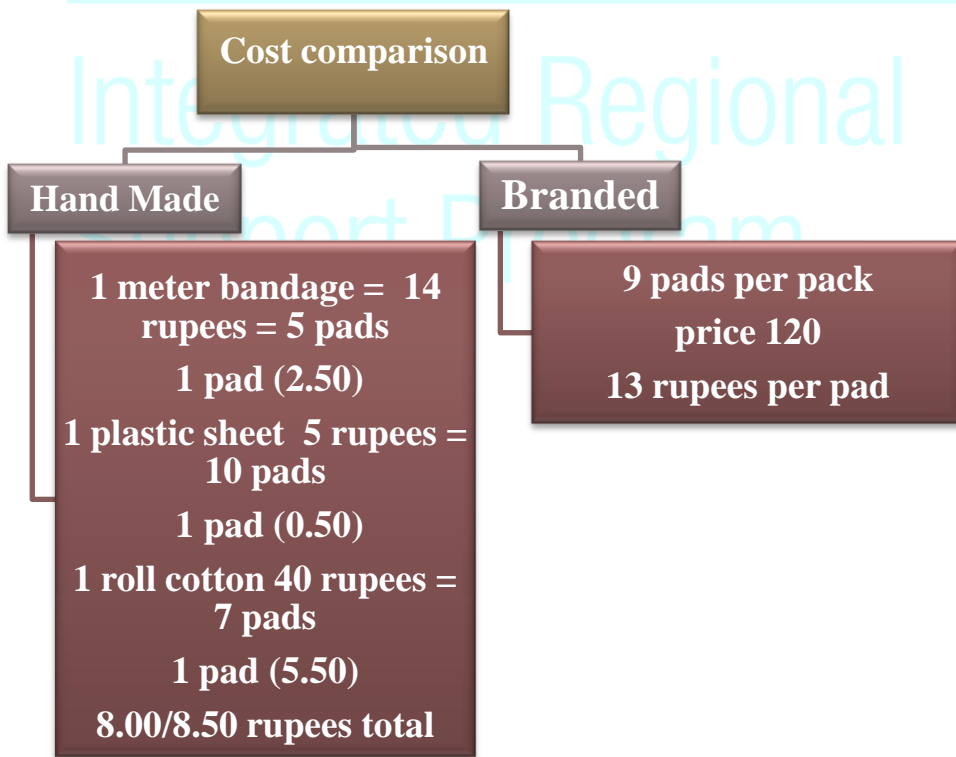 Integrated Regional
Support Program
Cost comparison
Hand Made
1 meter bandage = 14
rupees = 5 pads
1 pad (2.50)
1 plastic sheet 5 rupees =
10 pads
1 pad (0.50)
1 roll cotton 40 rupees =
7 pads
1 pad (5.50)
8.00/8.50 rupees total
Branded
9 pads per pack
price 120
13 rupees per pad